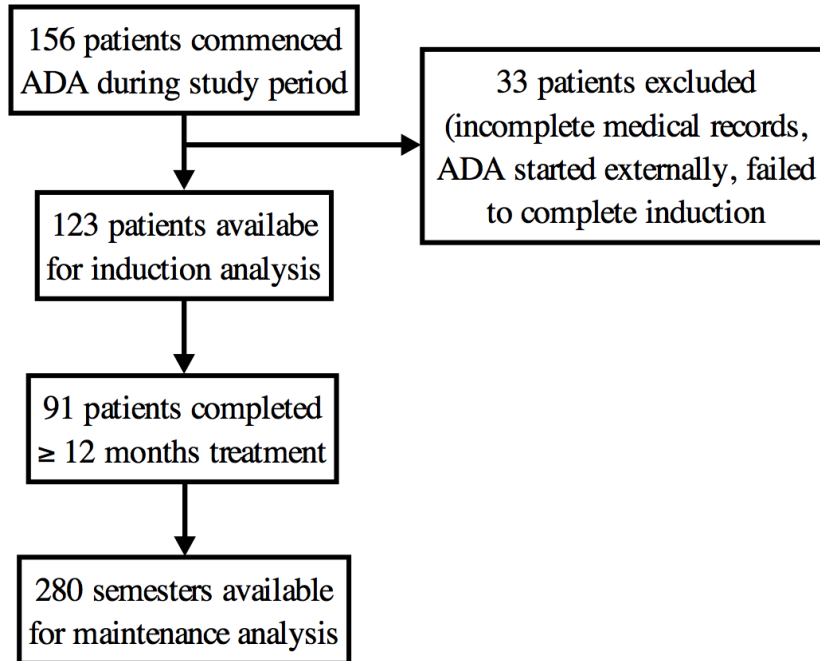 156 patients commenced
ADA during study period
33 patients excluded
(incomplete medical records,
ADA started externally, failed
to complete induction
123 patients availabe
for induction analysis
91 patients completed
≥ 12 months treatment
280 semesters available
for maintenance analysis